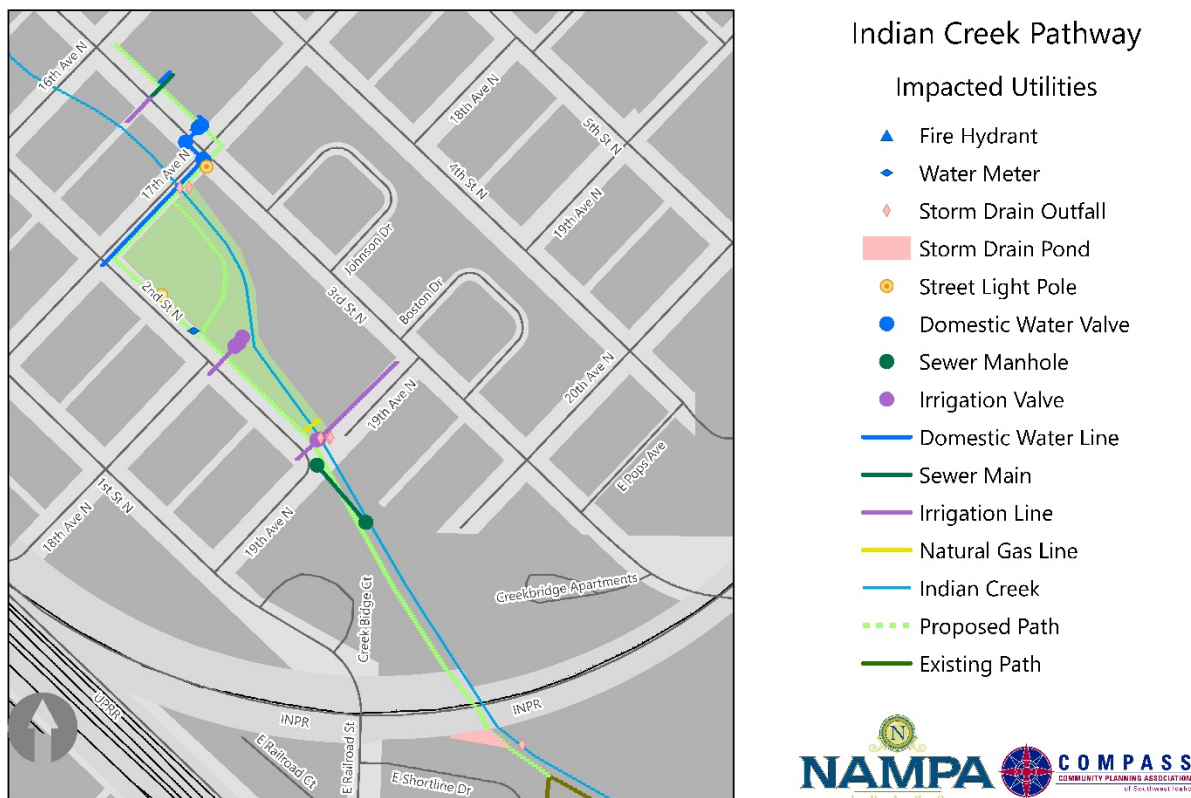 Indian Creek Pathway
Impacted Utilities
Fire Hydrant
Water Meter
Storm Drain Outfall
Storm Drain Pond
Street Light Pole
Domestic Water Valve
Sewer Manhole
Irrigation Valve
Domestic Water Line
Sewer Main
Irrigation Line
Natural Gas Line
Indian Creek
Proposed Path
Existing Path
16th Ave N
18th Ave N
5th St N
17th Ave N
4th St N
19th Ave N
Johnson Dr
2nd St N
3rd St N
Boston Dr
20th Ave N
19th Ave N
E Pops Ave
1st St N
18th Ave N
19th Ave N
Creek Bidge Ct
Creekbridge Apartments
UPRR
INPR
INPR
E Railroad St
E Railroad Ct
E Shortline Dr
N
NAMPA
COMPASS
COMMUNITY PLANNING ASSOCIATION
of Southwest Idaho